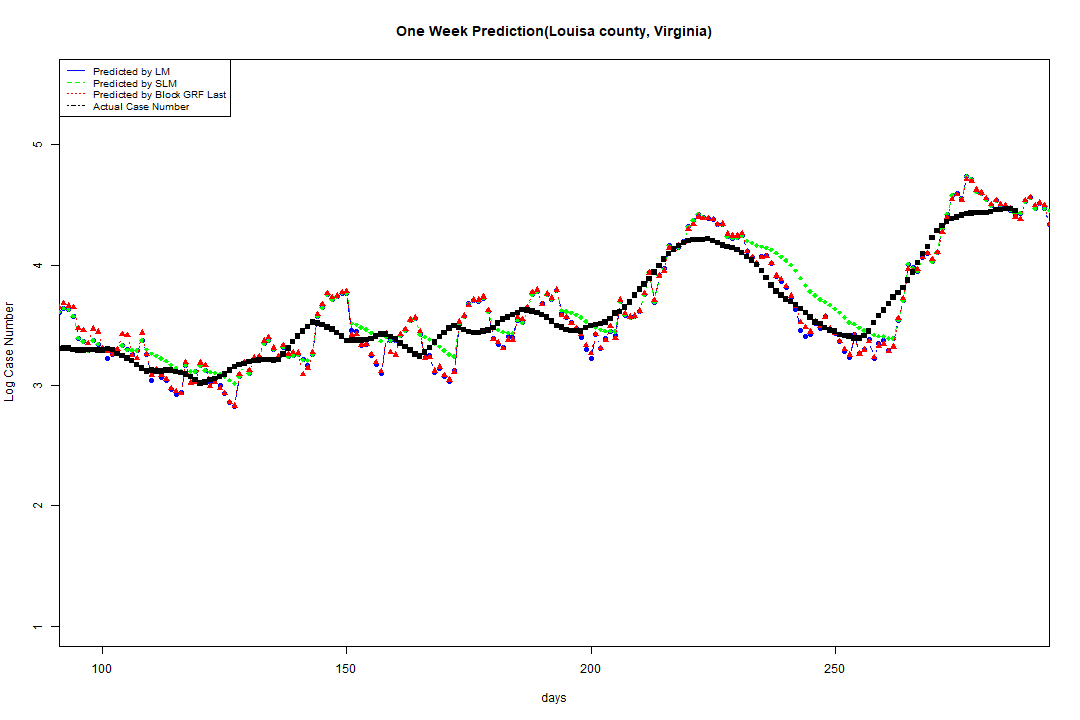 One Week Prediction(Louisa county, Virginia)
Predicted by LM
Predicted by SLM
Predicted by Block GRF Last
Actual Case Number
5
4
3
2
1
Log Case Number
100 150 200 250
days